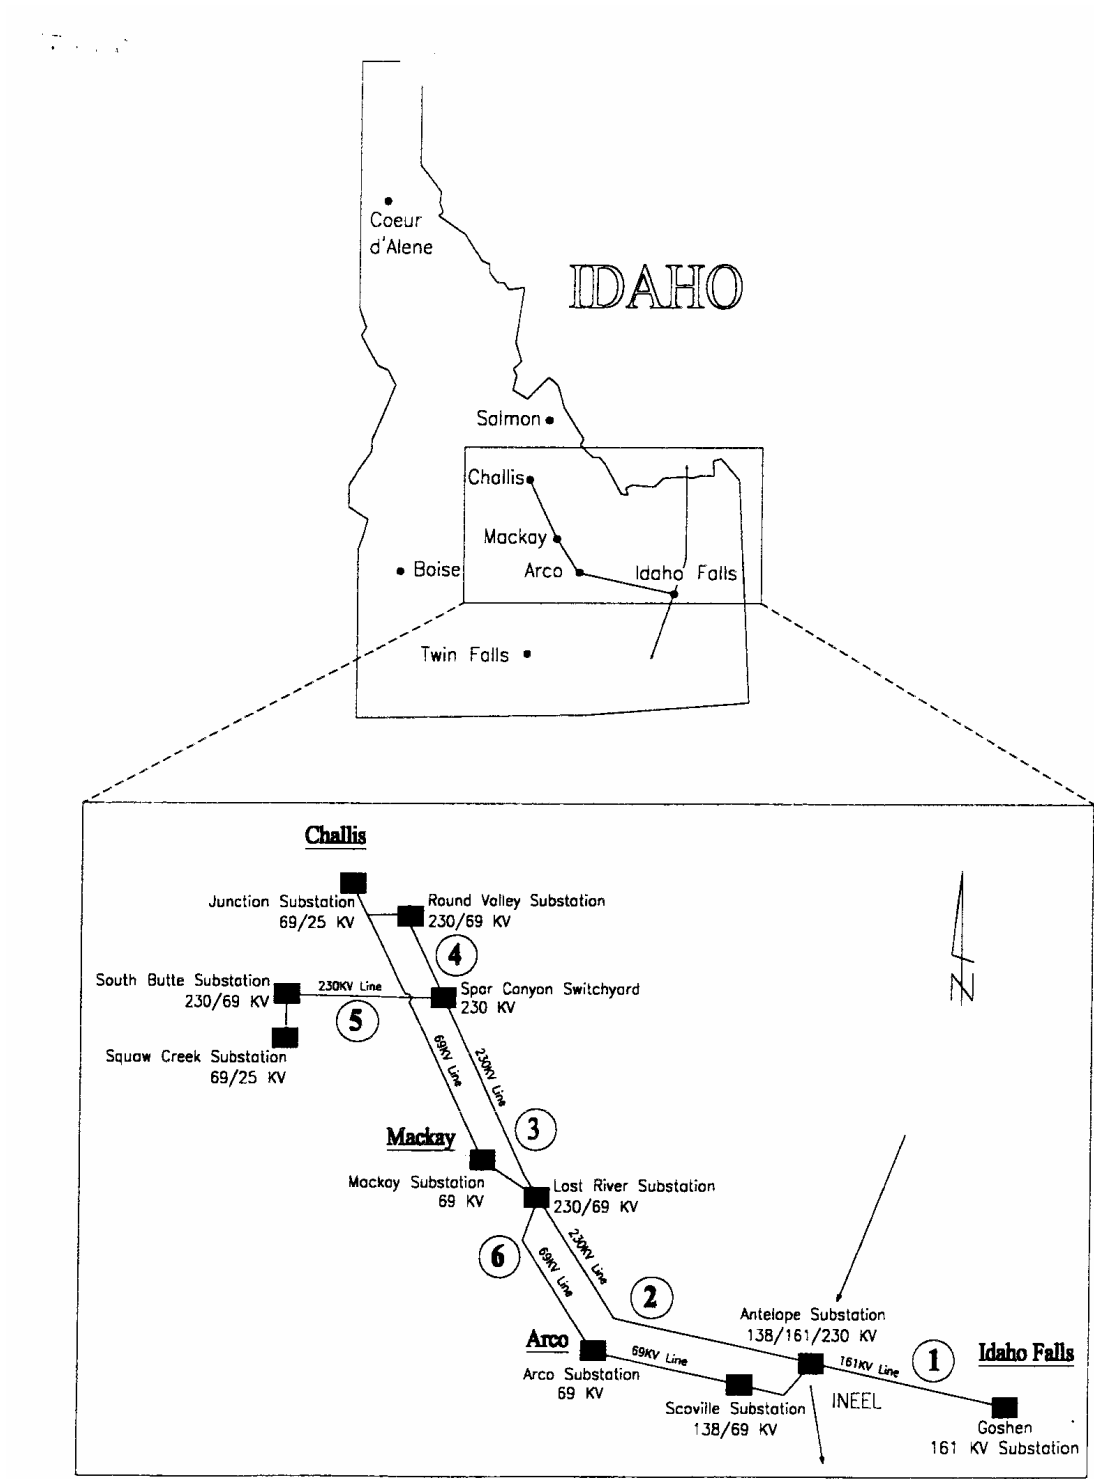 Coeur
d'Alene
IDAHO
Salmon
Challis
Mackay
Boise
Arco
Idaho Falls
Twin Falls
Challis
Junction Substation
69/25 KV
Round Valley Substation
230/69 KV
4
South Butte Substation
230/69 KV
230KV Line
5
Spar Canyon Switchyard
230 KV
Squaw Creek Substation
69/25 KV
69KV Line
230KV Line
3
Mackay
Mackay Substation
69 KV
Lost River Substation
230/69 KV
6
69KV Line
230KV Line
2
Antelope Substation
138/161/230 KV
Arco
Arco Substation
69 KV
69KV Line
161KV Line
1
Idaho Falls
Scoville Substation
138/69 KV
INEEL
Goshen
161 KV Substation
N